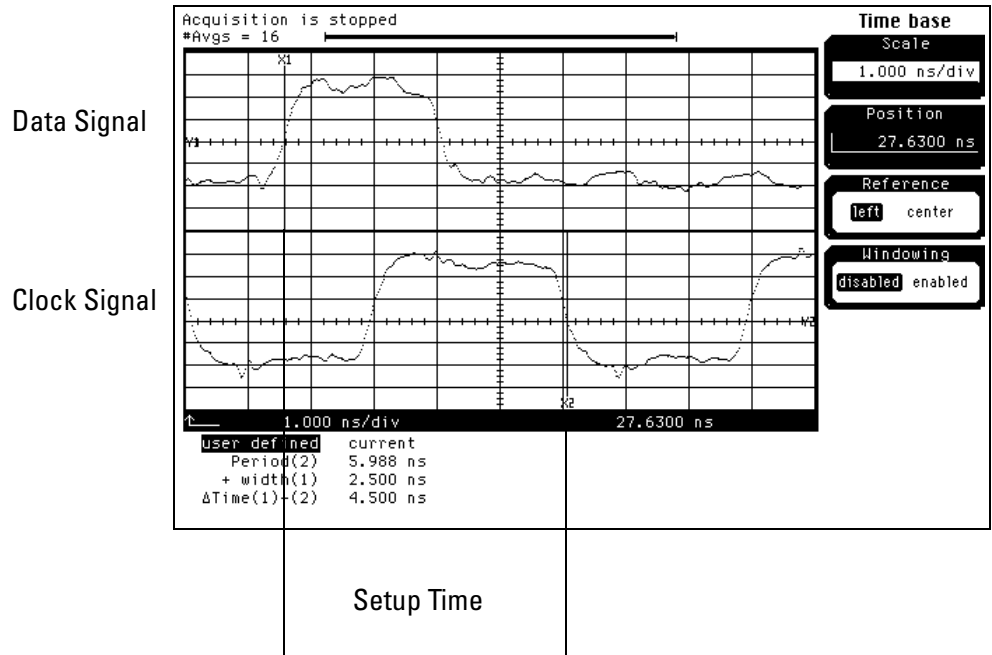 Acquisition is stopped
#Avgs = 16
X1
Data Signal
Y1
Clock Signal
Y2
X2
1.000 ns/div 27.6300 ns
user defined current
Period(2) 5.988 ns
+ width(1) 2.500 ns
ΔTime(1)-(2) 4.500 ns
Time base
Scale
1.000 ns/div
Position
27.6300 ns
Reference
left center
Windowing
disabled enabled
Setup Time